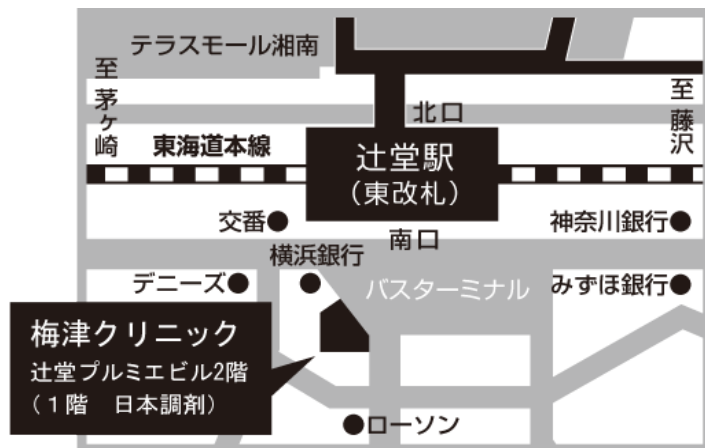 テラスモール湘南
至茅ヶ崎
北口
至藤沢
東海道本線
辻堂駅
（東改札）
交番
神奈川銀行
南口
横浜銀行
デニーズ
バスターミナル
みずほ銀行
梅津クリニック
辻堂プルミエビル2階
（１階　日本調剤）
ローソン